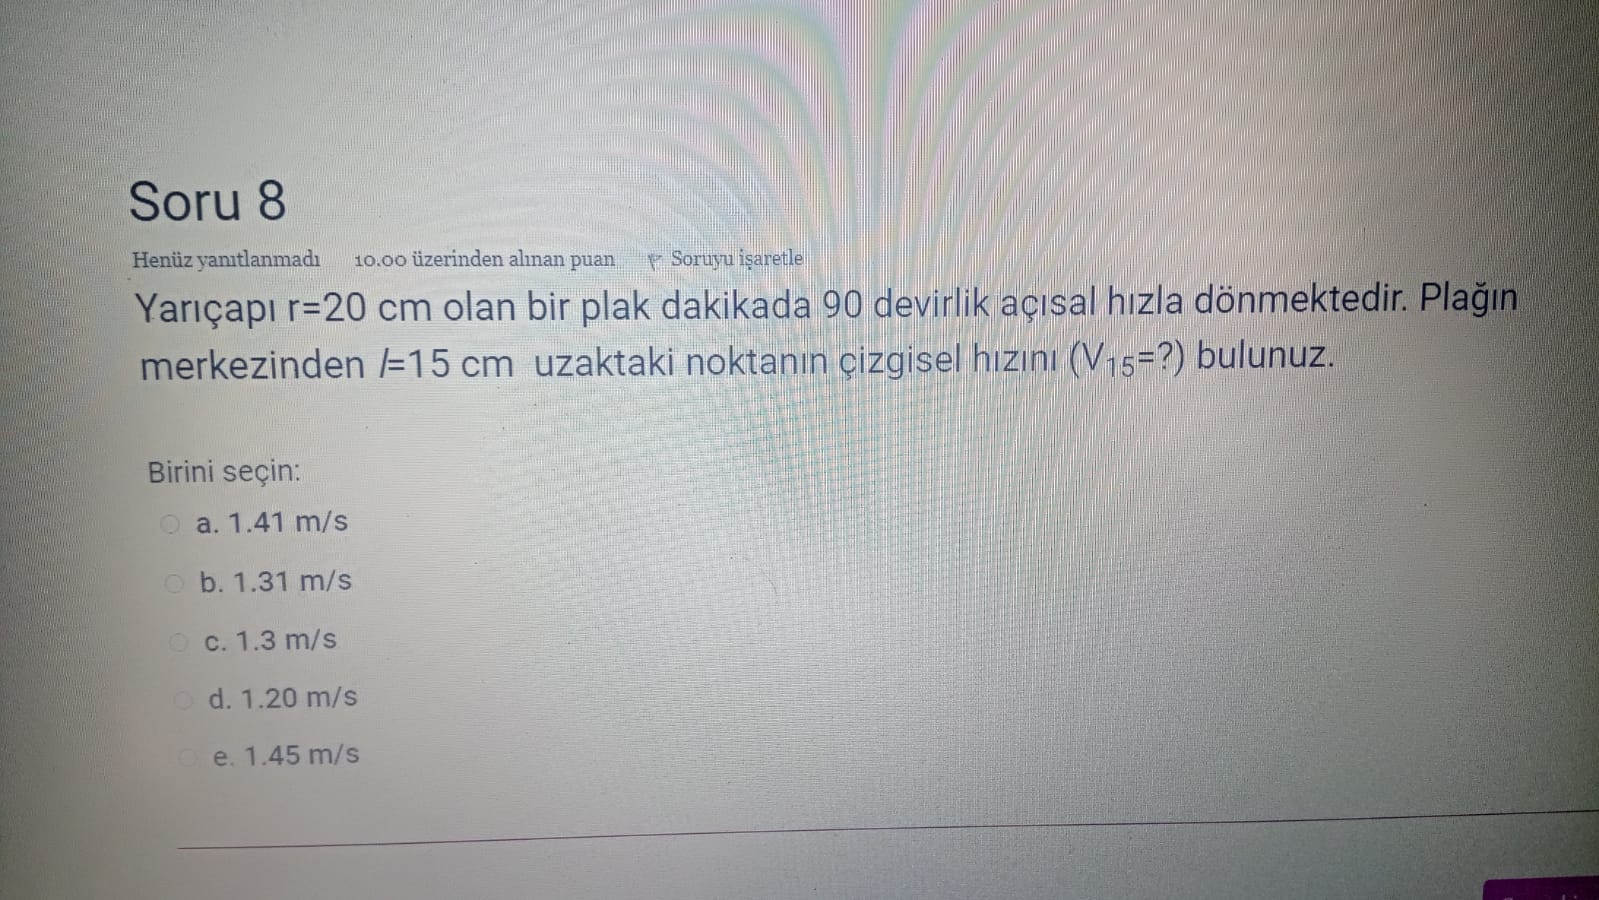 Soru 8
Henüz yanıtlanmadı 10.00 üzerinden alınan puan Soruyu işaretle
Yarıçapı r=20 cm olan bir plak dakikada 90 devirlik açısal hızla dönmektedir. Plağın
merkezinden l=15 cm uzaktaki noktanın çizgisel hızını (V15=?) bulunuz.
Birini seçin:
a. 1.41 m/s
b. 1.31 m/s
c. 1.3 m/s
d. 1.20 m/s
e. 1.45 m/s